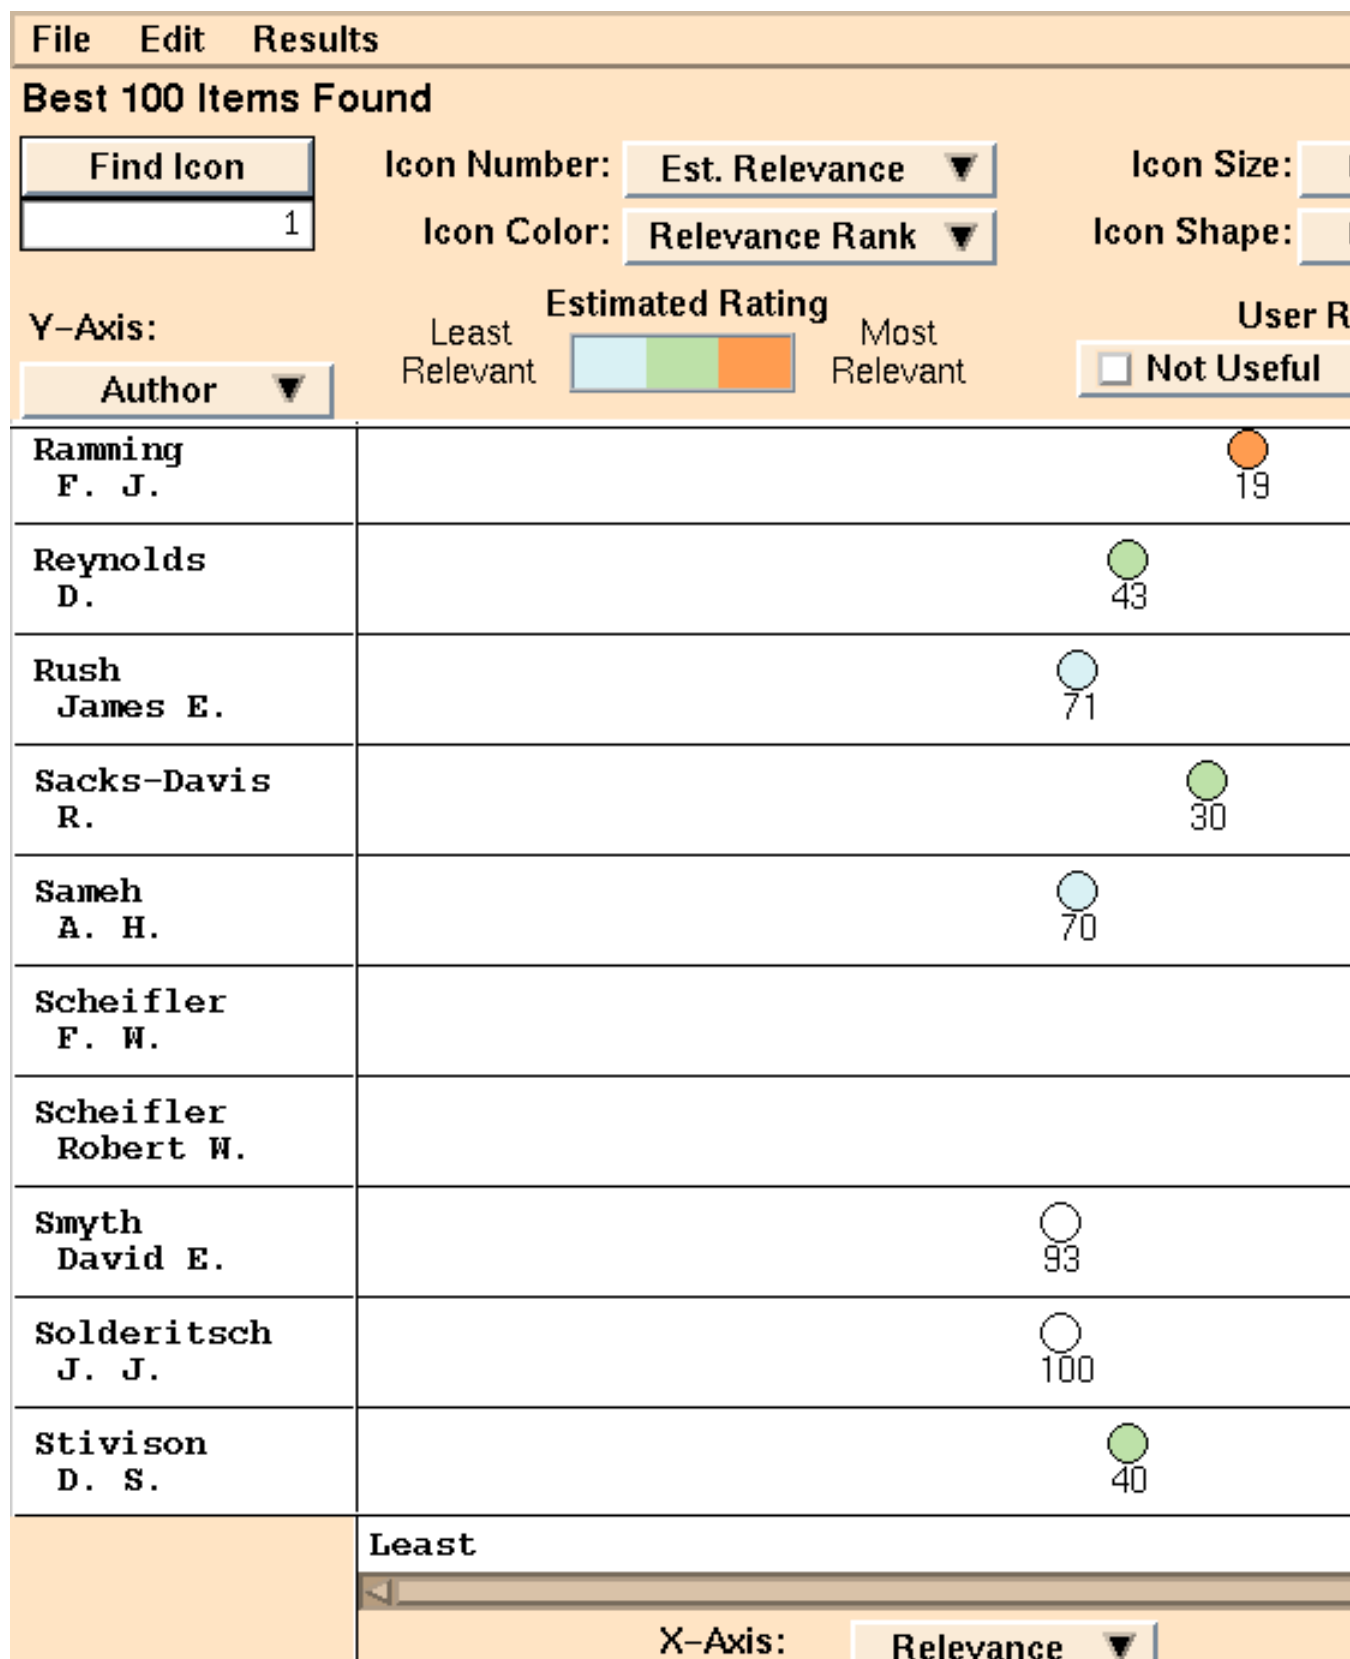 File Edit Results
Best 100 Items Found
Find Icon
1
Icon Number: Est. Relevance
Icon Size:
Icon Color: Relevance Rank
Icon Shape:
Y-Axis:
Author
Estimated Rating
Least
Relevant
Most
Relevant
User R
Not Useful
Ramming
F. J.
19
Reynolds
D.
43
Rush
James E.
71
Sacks-Davis
R.
30
Sameh
A. H.
70
Scheifler
F. W.
Scheifler
Robert W.
Smyth
David E.
93
Solderitsch
J. J.
100
Stivison
D. S.
40
Least
X-Axis: Relevance